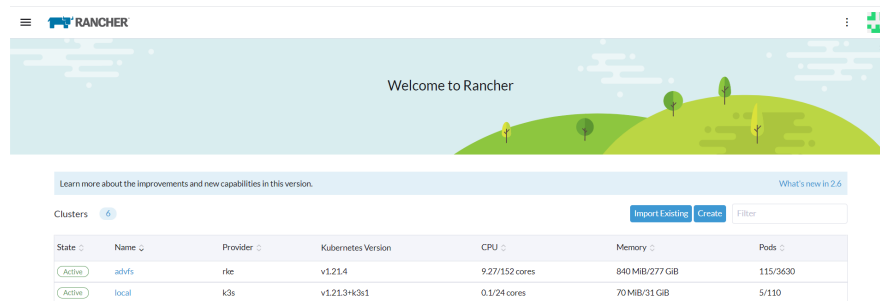 RANCHER
Welcome to Rancher
Learn more about the improvements and new capabilities in this version. What's new in 2.6
Clusters 6 Import Existing Create Filter
State Name Provider Kubernetes Version CPU Memory Pods
Active advfs rke v1.21.4 9.27/152 cores 840 MiB/277 GiB 115/3630
Active local k3s v1.21.3+k3s1 0.1/24 cores 70 MiB/31 GiB 5/110